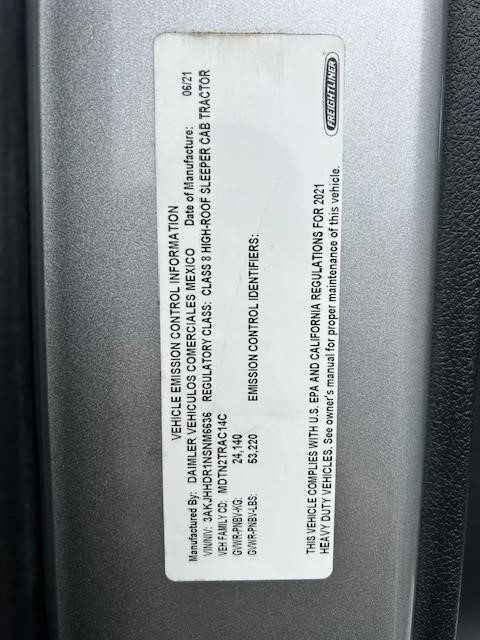 VEHICLE EMISSION CONTROL INFORMATION
Manufactured By: DAIMLER VEHICULOS COMERCIALES MEXICO Date of Manufacture: 06/21
VIN/NIV: 3AKJHHDR1NSNM6636 REGULATORY CLASS: CLASS 8 HIGH-ROOF SLEEPER CAB TRACTOR
VEH FAMILY CD: MDTN2TRAC14C
GVWR-PNBV-KG: 24,140
GVWR-PNBV-LBS: 53,220 EMISSION CONTROL IDENTIFIERS:
THIS VEHICLE COMPLIES WITH U.S. EPA AND CALIFORNIA REGULATIONS FOR 2021
HEAVY DUTY VEHICLES. See owner's manual for proper maintenance of this vehicle.
FREIGHTLINER